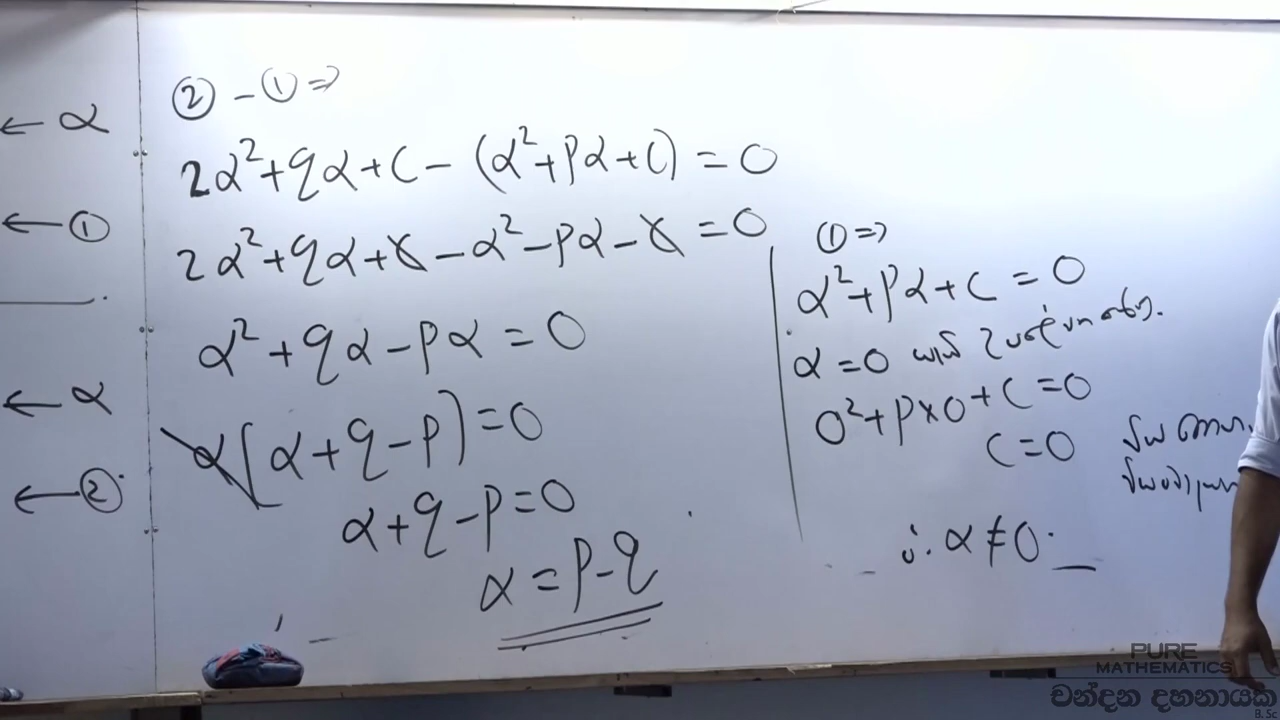 ← α
← ①
← α
← ②
② - ① ⇒
2α²+qα+c - (α²+pα+c) = 0
2α²+qα+c-α²-pα-c = 0
α²+qα-pα = 0
α(α+q-p) = 0
α+q-p=0
α = p-q
① ⇒
α²+pα+c = 0
α = 0
0²+p×0+c=0
c=0
∴ α ≠ 0.
PURE
MATHEMATICS
චන්දන දහනායක
B. Sc